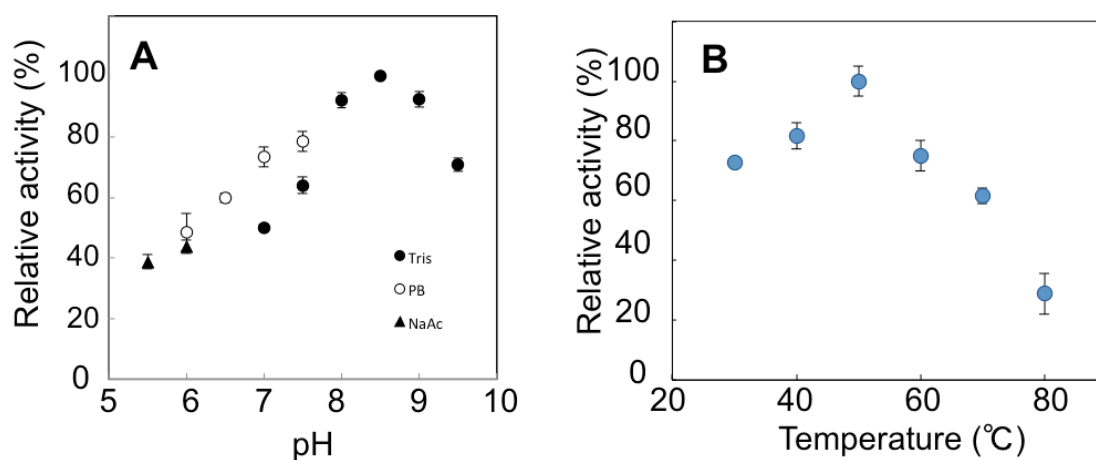 A
Relative activity (%)
100
80
60
40
20
0
5 6 7 8 9 10
pH
Tris
PB
NaAc
B
Relative activity (%)
100
80
60
40
20
0
20 40 60 80
Temperature (℃)